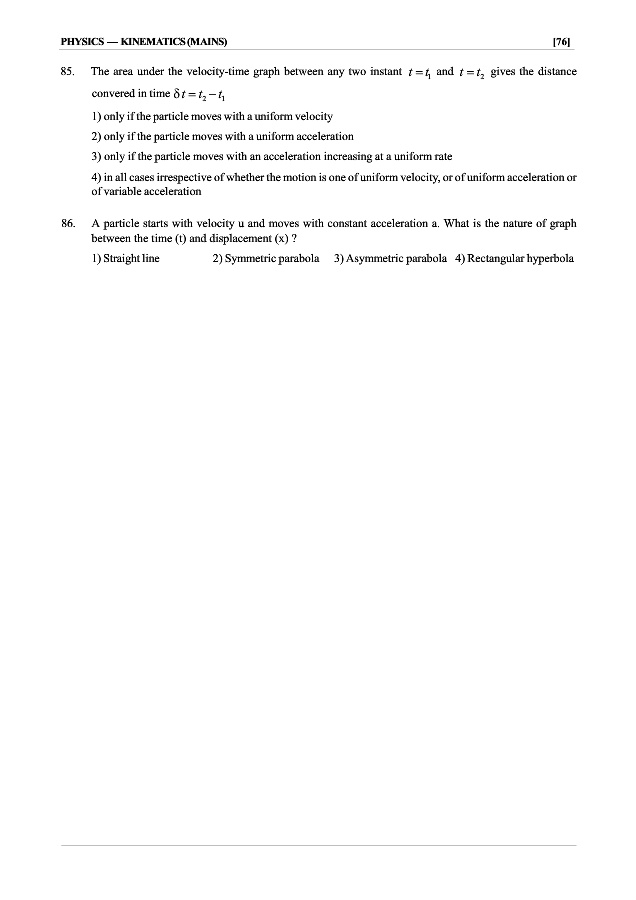 PHYSICS — KINEMATICS (MAINS) [76]
85. The area under the velocity-time graph between any two instant t = t₁ and t = t₂ gives the distance
convered in time δ t = t₂ − t₁
1) only if the particle moves with a uniform velocity
2) only if the particle moves with a uniform acceleration
3) only if the particle moves with an acceleration increasing at a uniform rate
4) in all cases irrespective of whether the motion is one of uniform velocity, or of uniform acceleration or
of variable acceleration
86. A particle starts with velocity u and moves with constant acceleration a. What is the nature of graph
between the time (t) and displacement (x) ?
1) Straight line 2) Symmetric parabola 3) Asymmetric parabola 4) Rectangular hyperbola